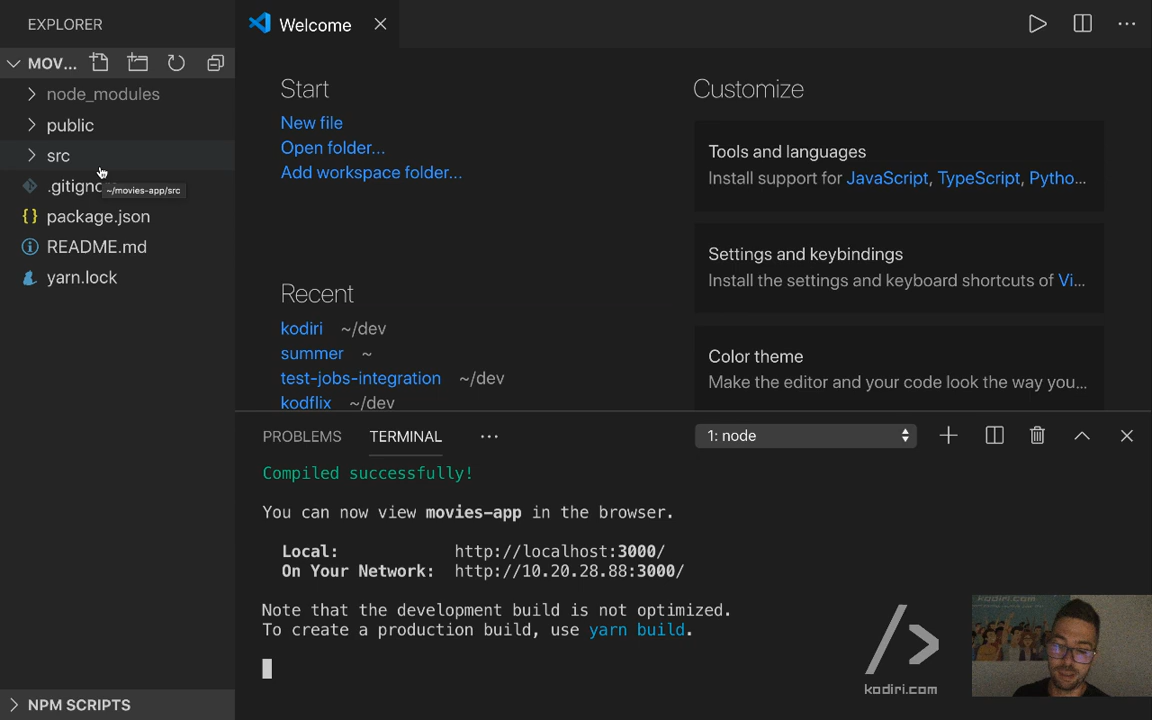 EXPLORER
MOV...
node_modules
public
src
.gitigno
~/movies-app/src
package.json
README.md
yarn.lock
NPM SCRIPTS
Welcome
Start
New file
Open folder...
Add workspace folder...
Recent
kodiri ~/dev
summer ~
test-jobs-integration ~/dev
kodflix ~/dev
Customize
Tools and languages
Install support for JavaScript, TypeScript, Pytho...
Settings and keybindings
Install the settings and keyboard shortcuts of Vi...
Color theme
Make the editor and your code look the way you...
PROBLEMS TERMINAL ...
1: node
Compiled successfully!
You can now view movies-app in the browser.
Local: http://localhost:3000/
On Your Network: http://10.20.28.88:3000/
Note that the development build is not optimized.
To create a production build, use yarn build.
</>
kodiri.com
kodiri.com